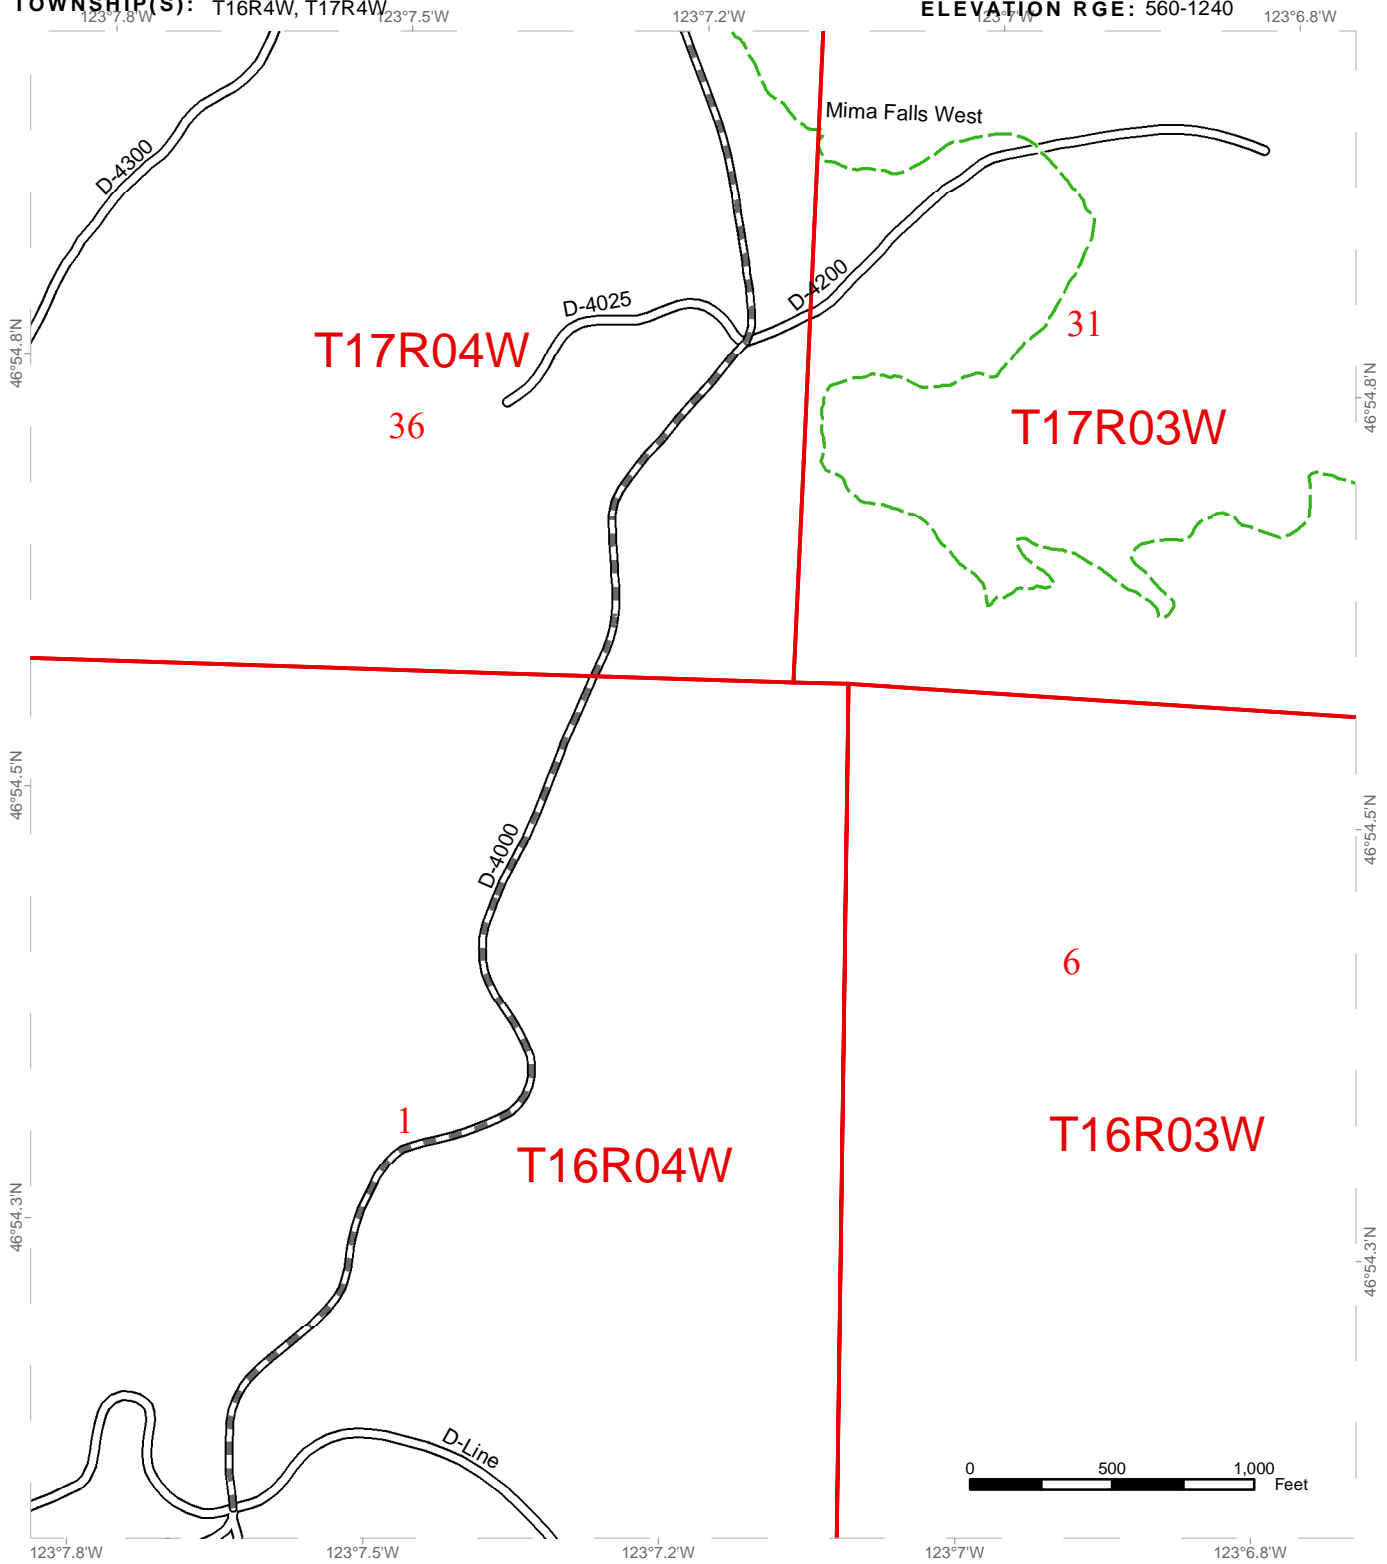 TOWNSHIP(S): T16R4W, T17R4W
ELEVATION RGE: 560-1240
123°7.8'W
123°7.5'W
123°7.2'W
123°7'W
123°6.8'W
Mima Falls West
D-4300
D-4200
D-4025
31
T17R04W
46°54.8'N
46°54.8'N
36
T17R03W
46°54.5'N
46°54.5'N
D-4000
6
1
T16R03W
T16R04W
46°54.3'N
46°54.3'N
D-Line
0
500
1,000
Feet
123°7.8'W
123°7.5'W
123°7.2'W
123°7'W
123°6.8'W